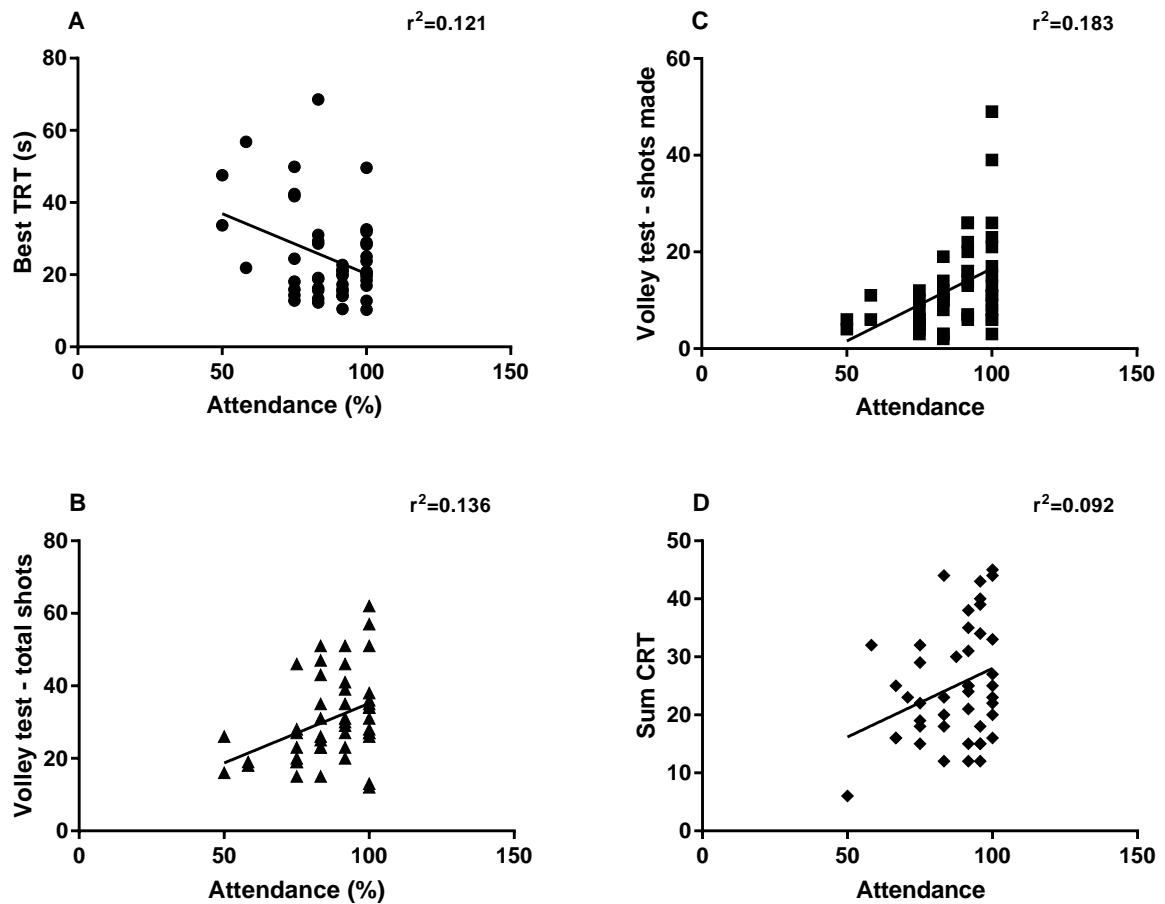 A
r²=0.121
Best TRT (s)
80
60
40
20
0
0 50 100 150
Attendance (%)
C
r²=0.183
Volley test - shots made
60
40
20
0
0 50 100 150
Attendance
B
r²=0.136
Volley test - total shots
80
60
40
20
0
0 50 100 150
Attendance (%)
D
r²=0.092
Sum CRT
50
40
30
20
10
0
0 50 100 150
Attendance